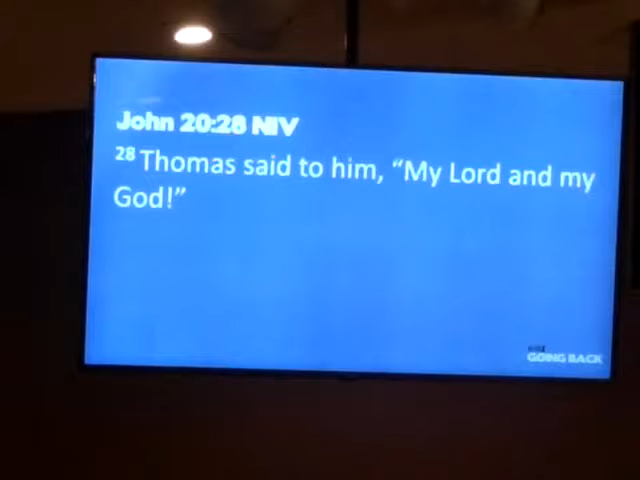 John 20:28 NIV
28 Thomas said to him, “My Lord and my
God!”
GOING BACK